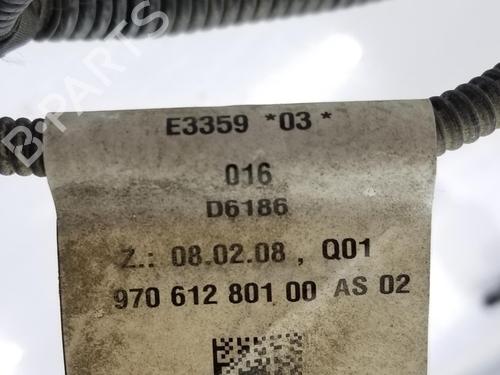 E3359 *03*
016
D6186
Z.: 08.02.08 , Q01
970 612 801 00 AS 02
B-PARTS